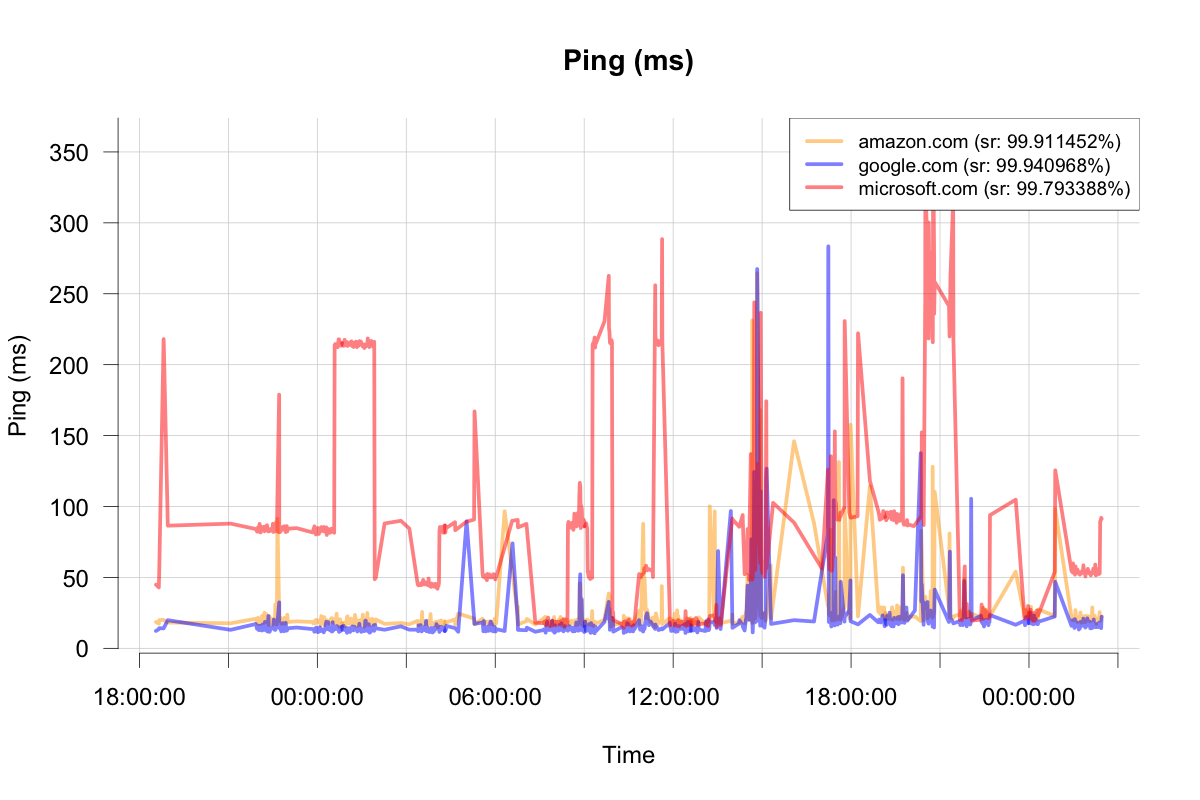 Ping (ms)
amazon.com (sr: 99.911452%)
google.com (sr: 99.940968%)
microsoft.com (sr: 99.793388%)
Ping (ms)
350
300
250
200
150
100
50
0
18:00:00 00:00:00 06:00:00 12:00:00 18:00:00 00:00:00
Time